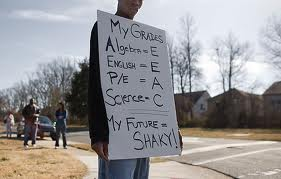 My Grades
Algebra = E
English = E
P/E = A
Science = C
My Future =
SHAKY!